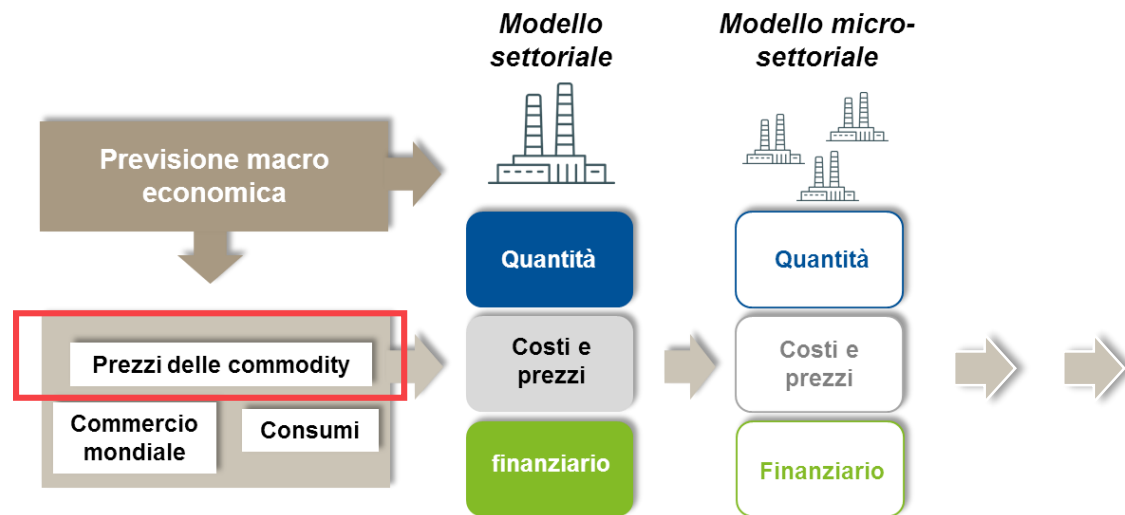 Modello
settoriale
Modello micro-
settoriale
Previsione macro
economica
Quantità
Quantità
Prezzi delle commodity
Costi e
prezzi
Costi e
prezzi
Commercio
mondiale
Consumi
finanziario
Finanziario